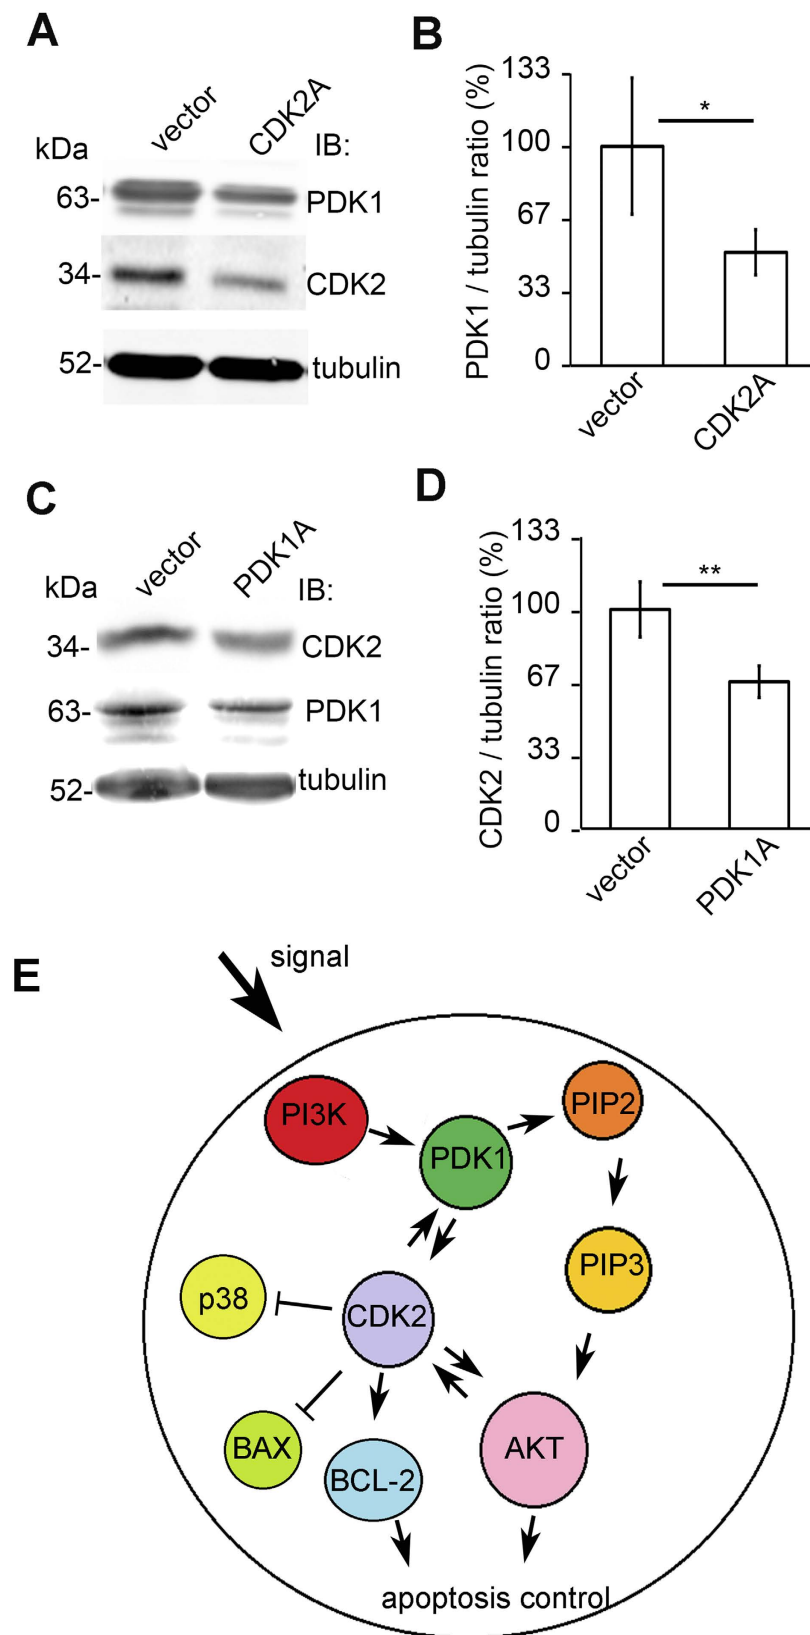 A
vector
CDK2A
kDa
IB:
63-
PDK1
34-
CDK2
52-
tubulin
B
PDK1 / tubulin ratio (%)
133
100
67
33
0
*
vector
CDK2A
C
vector
PDK1A
kDa
IB:
34-
CDK2
63-
PDK1
52-
tubulin
D
CDK2 / tubulin ratio (%)
133
100
67
33
0
**
vector
PDK1A
E
signal
PI3K
PDK1
PIP2
PIP3
p38
CDK2
BAX
BCL-2
AKT
apoptosis control